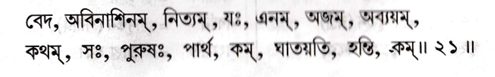 বেদ, অবিনাশিনম্, নিত্যম্, যঃ, এনম্, অজম্, অব্যয়ম্,
কথম্, সঃ, পুরুষঃ, পার্থ, কম্, ঘাতয়তি, হন্তি, কম্॥ ২১ ॥